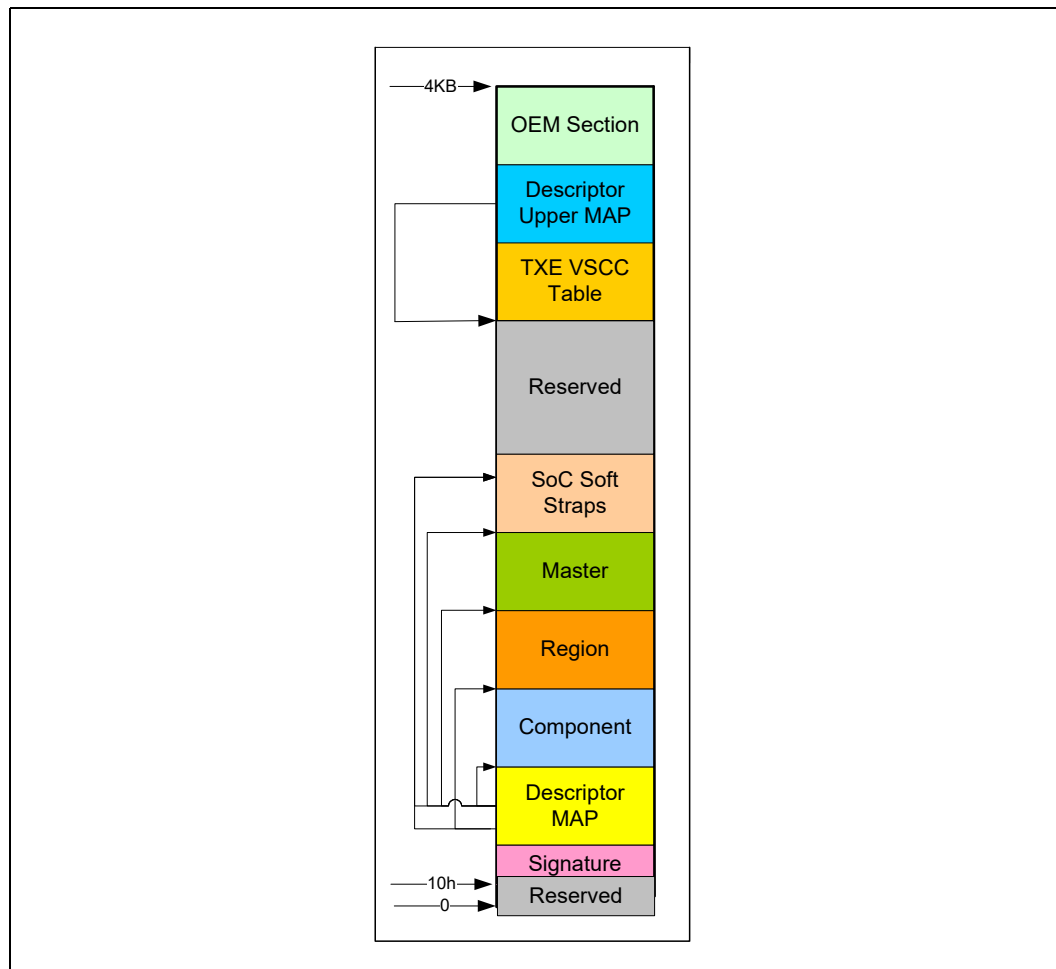 4KB
OEM Section
Descriptor
Upper MAP
TXE VSCC
Table
Reserved
SoC Soft
Straps
Master
Region
Component
Descriptor
MAP
Signature
10h
Reserved
0